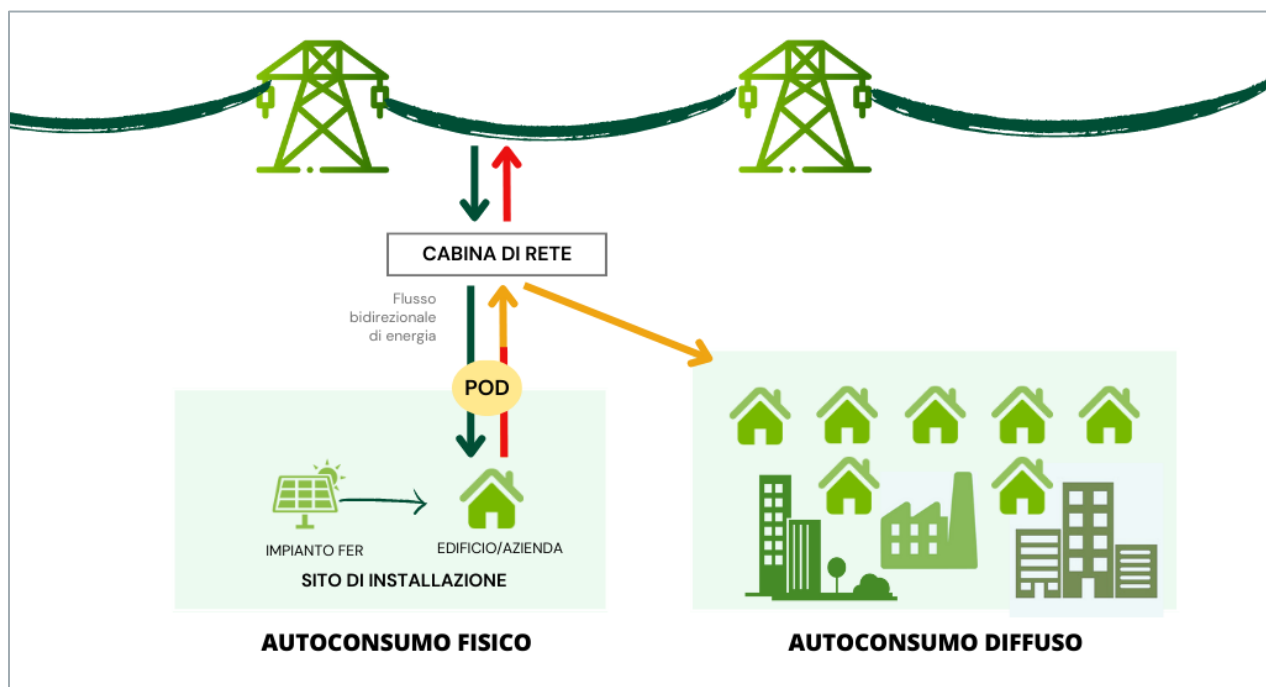 CABINA DI RETE
Flusso
bidirezionale
di energia
POD
IMPIANTO FER
EDIFICIO/AZIENDA
SITO DI INSTALLAZIONE
AUTOCONSUMO FISICO
AUTOCONSUMO DIFFUSO